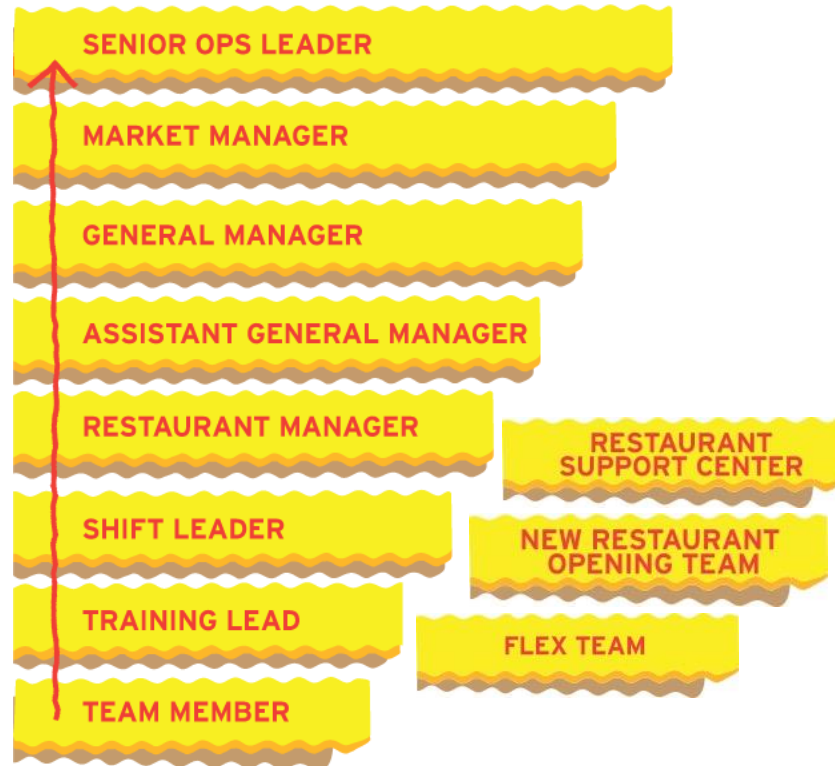 SENIOR OPS LEADER
MARKET MANAGER
GENERAL MANAGER
ASSISTANT GENERAL MANAGER
RESTAURANT MANAGER
RESTAURANT
SUPPORT CENTER
SHIFT LEADER
NEW RESTAURANT
OPENING TEAM
TRAINING LEAD
FLEX TEAM
TEAM MEMBER